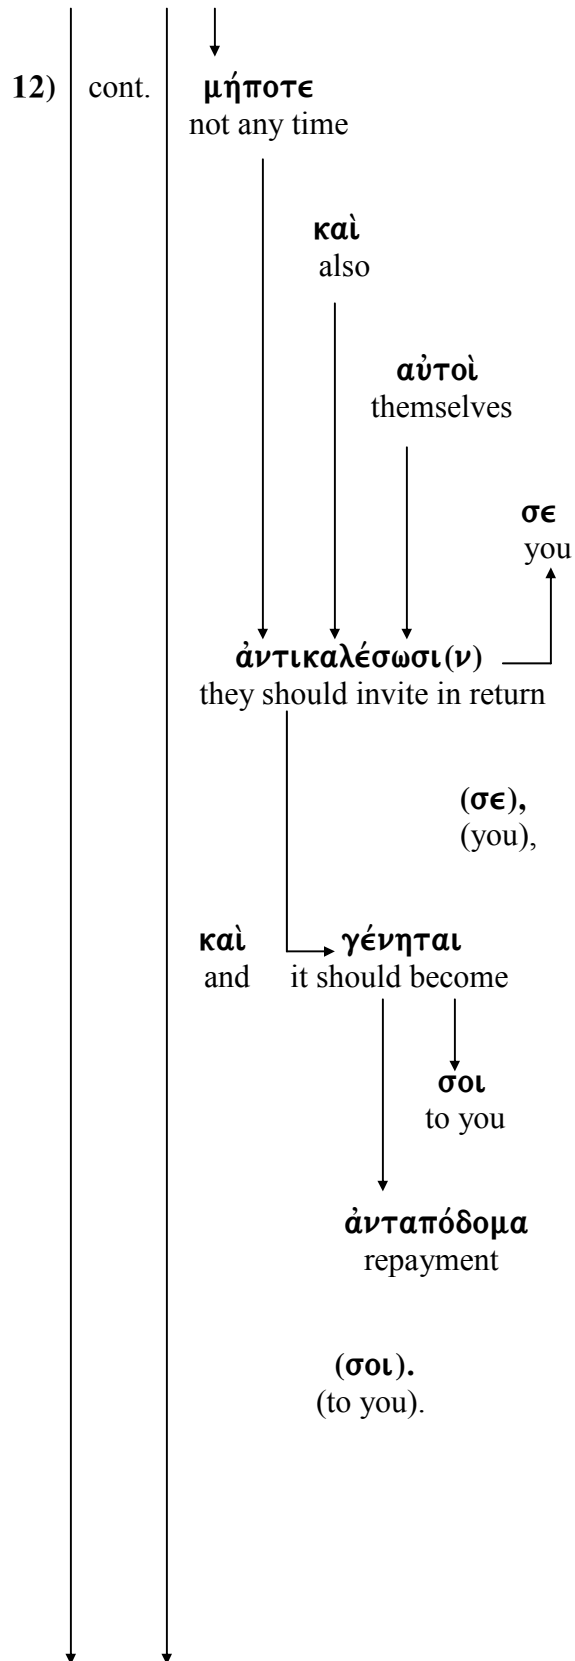 12) cont. μήποτε
not any time
καὶ
also
αὐτοὶ
themselves
σε
you
ἀντικαλέσωσι(ν)
they should invite in return
(σε),
(you),
καὶ γένηται
and it should become
σοι
to you
ἀνταπόδομα
repayment
(σοι).
(to you).